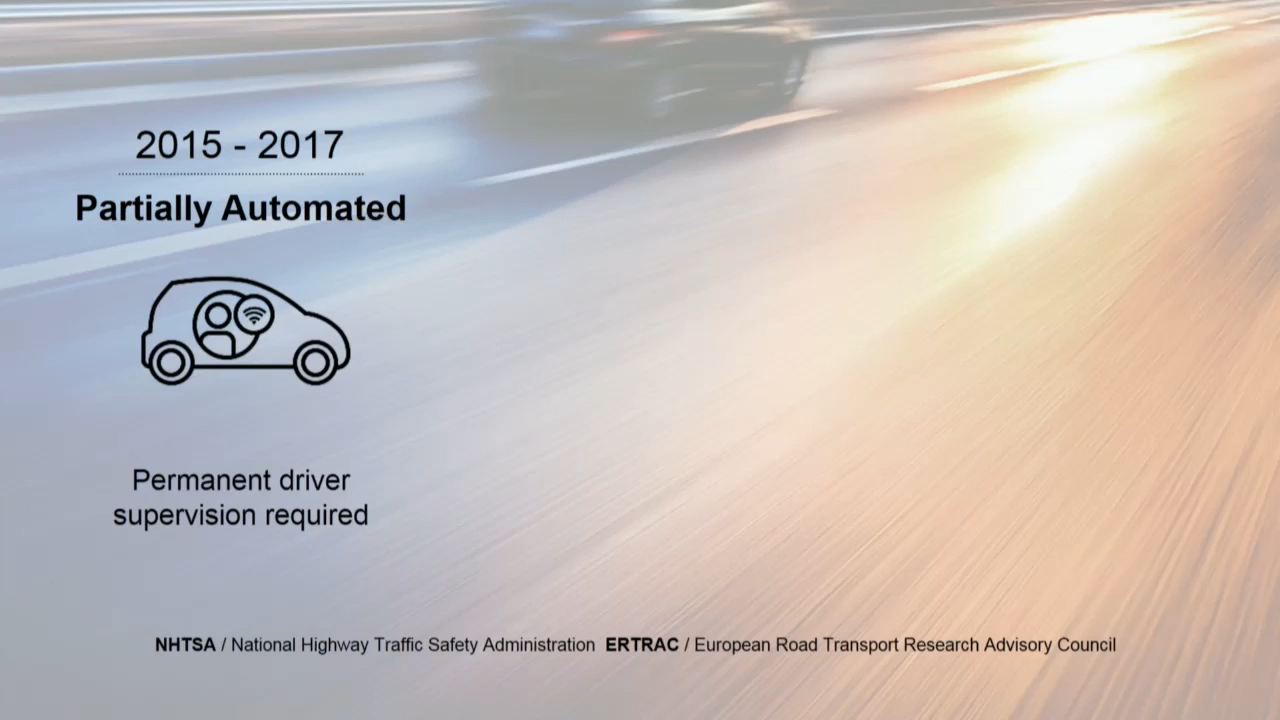 2015 - 2017
Partially Automated
Permanent driver
supervision required
NHTSA / National Highway Traffic Safety Administration ERTRAC / European Road Transport Research Advisory Council